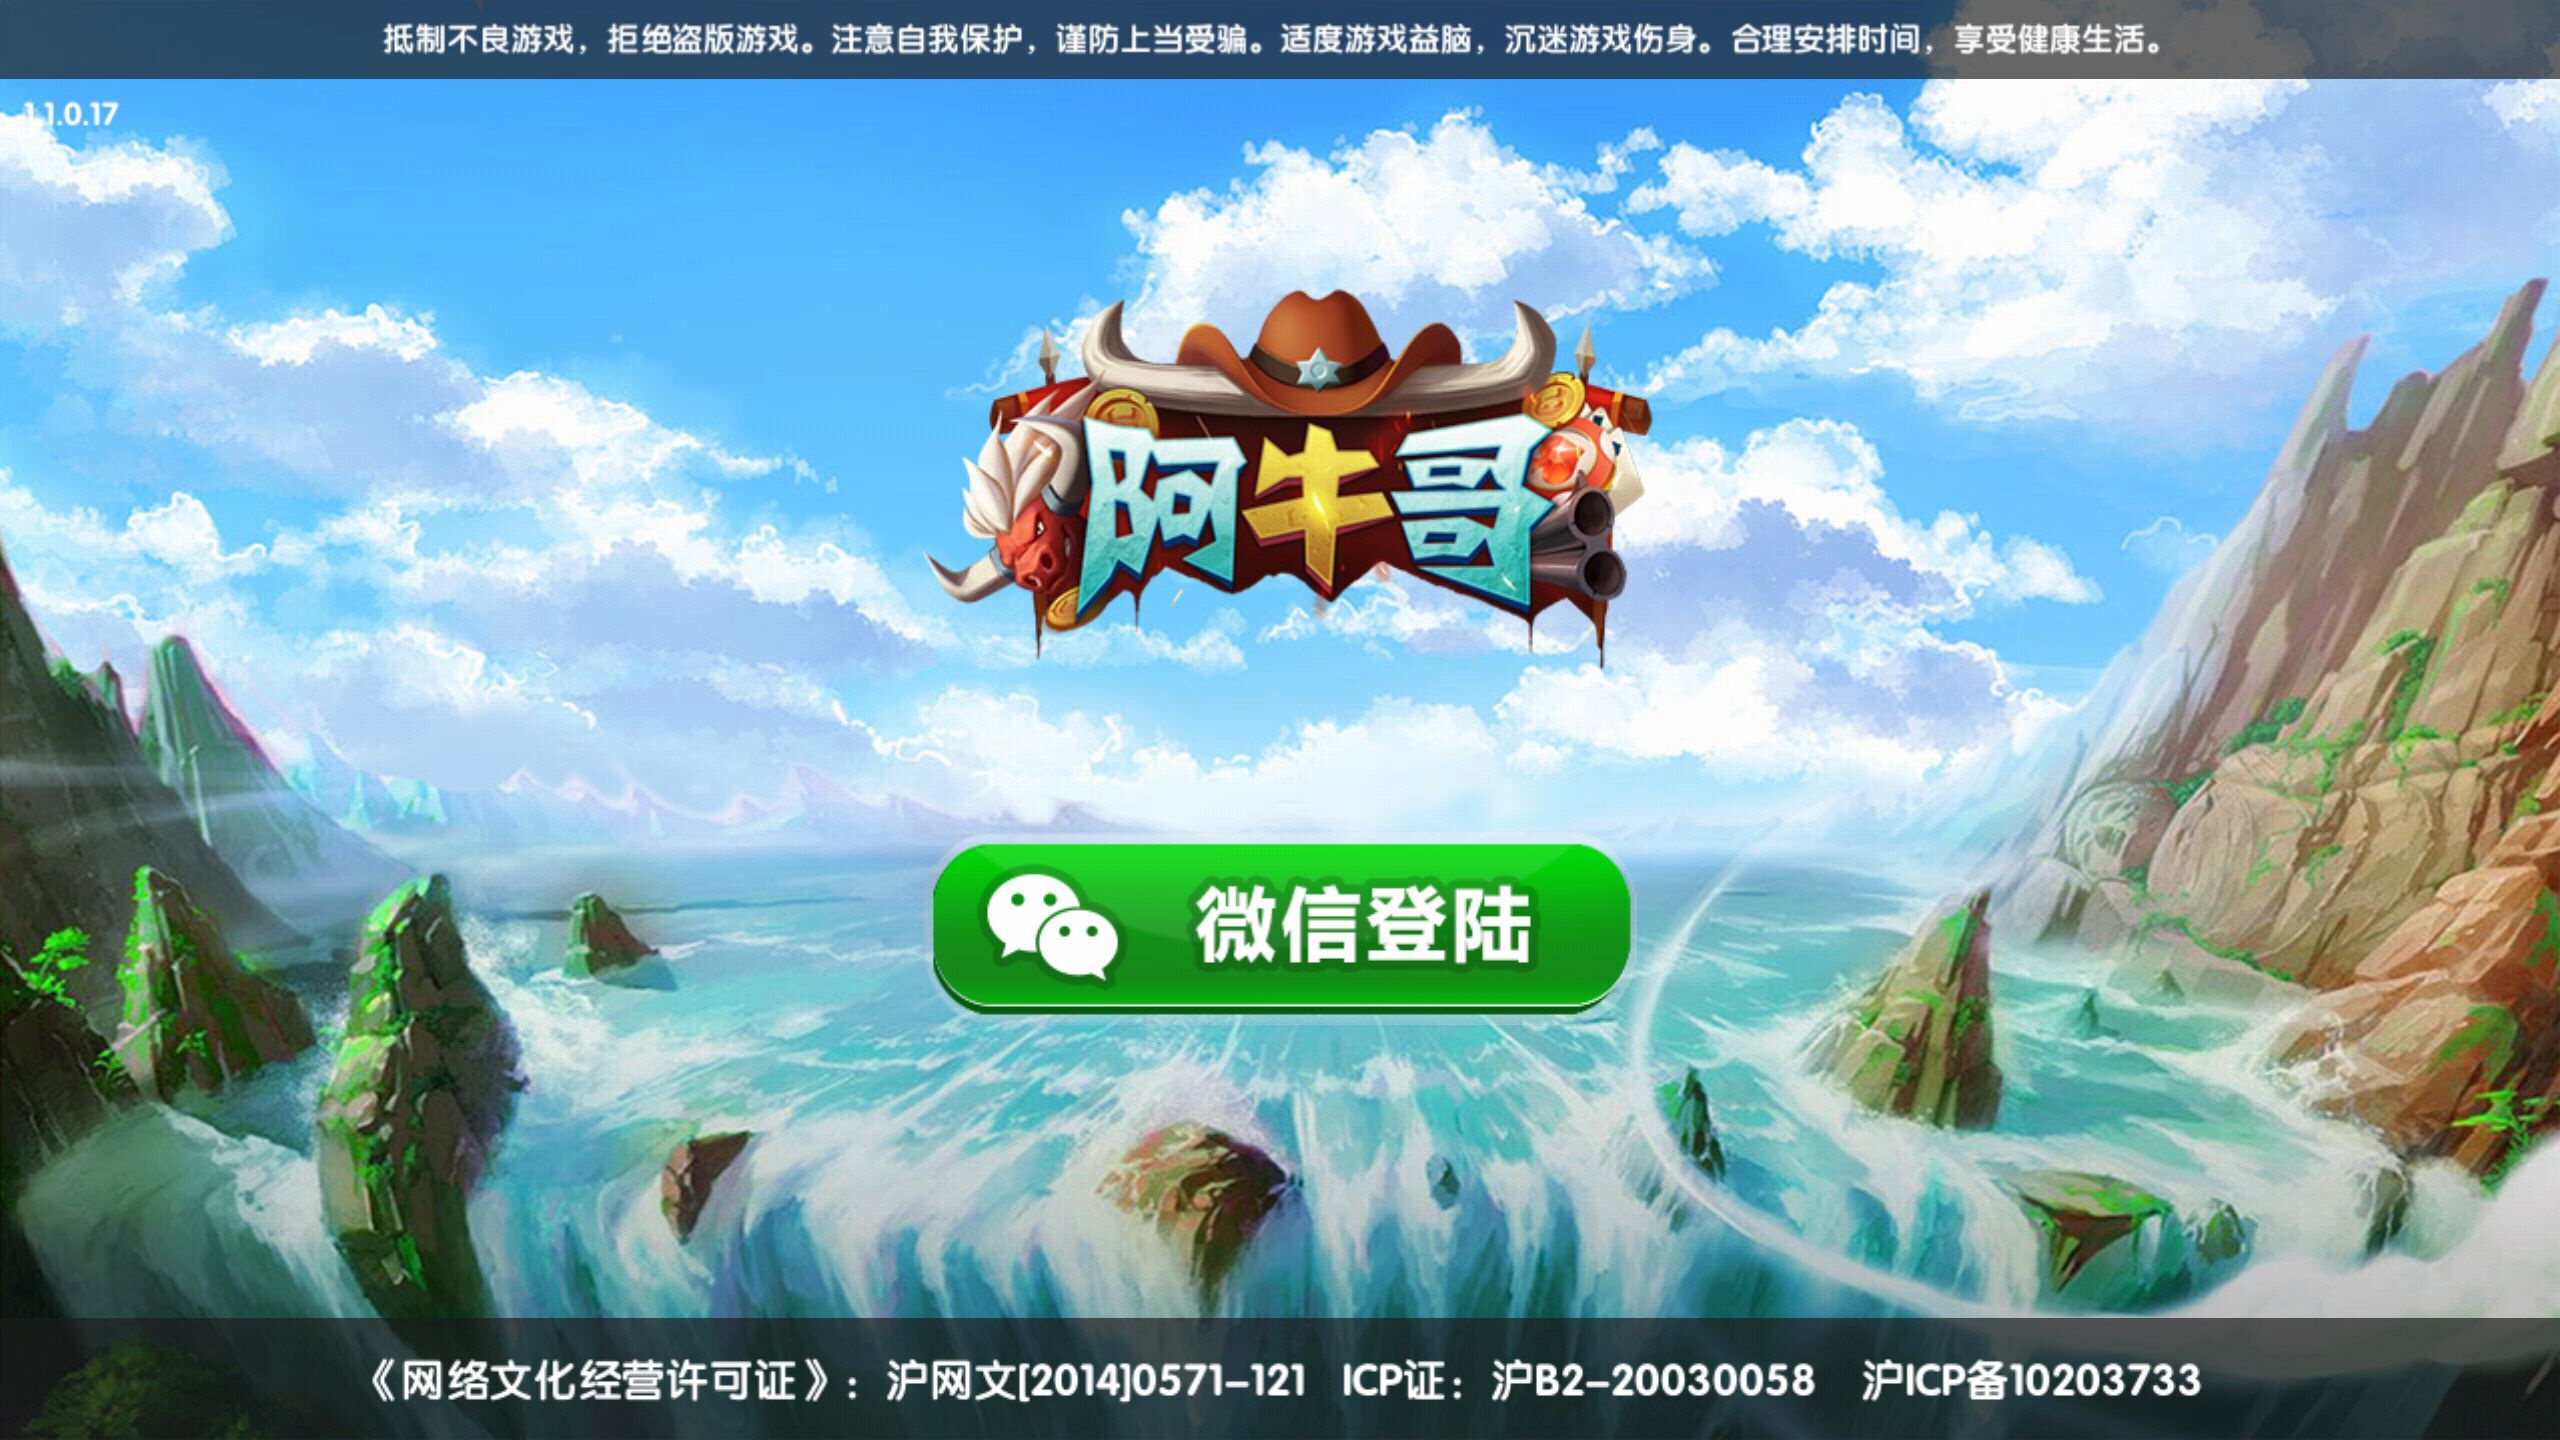 抵制不良游戏，拒绝盗版游戏。注意自我保护，谨防上当受骗。适度游戏益脑，沉迷游戏伤身。合理安排时间，享受健康生活。
1.1.0.17
阿牛哥
微信登陆
《网络文化经营许可证》：沪网文[2014]0571-121 ICP证：沪B2-20030058 沪ICP备10203733